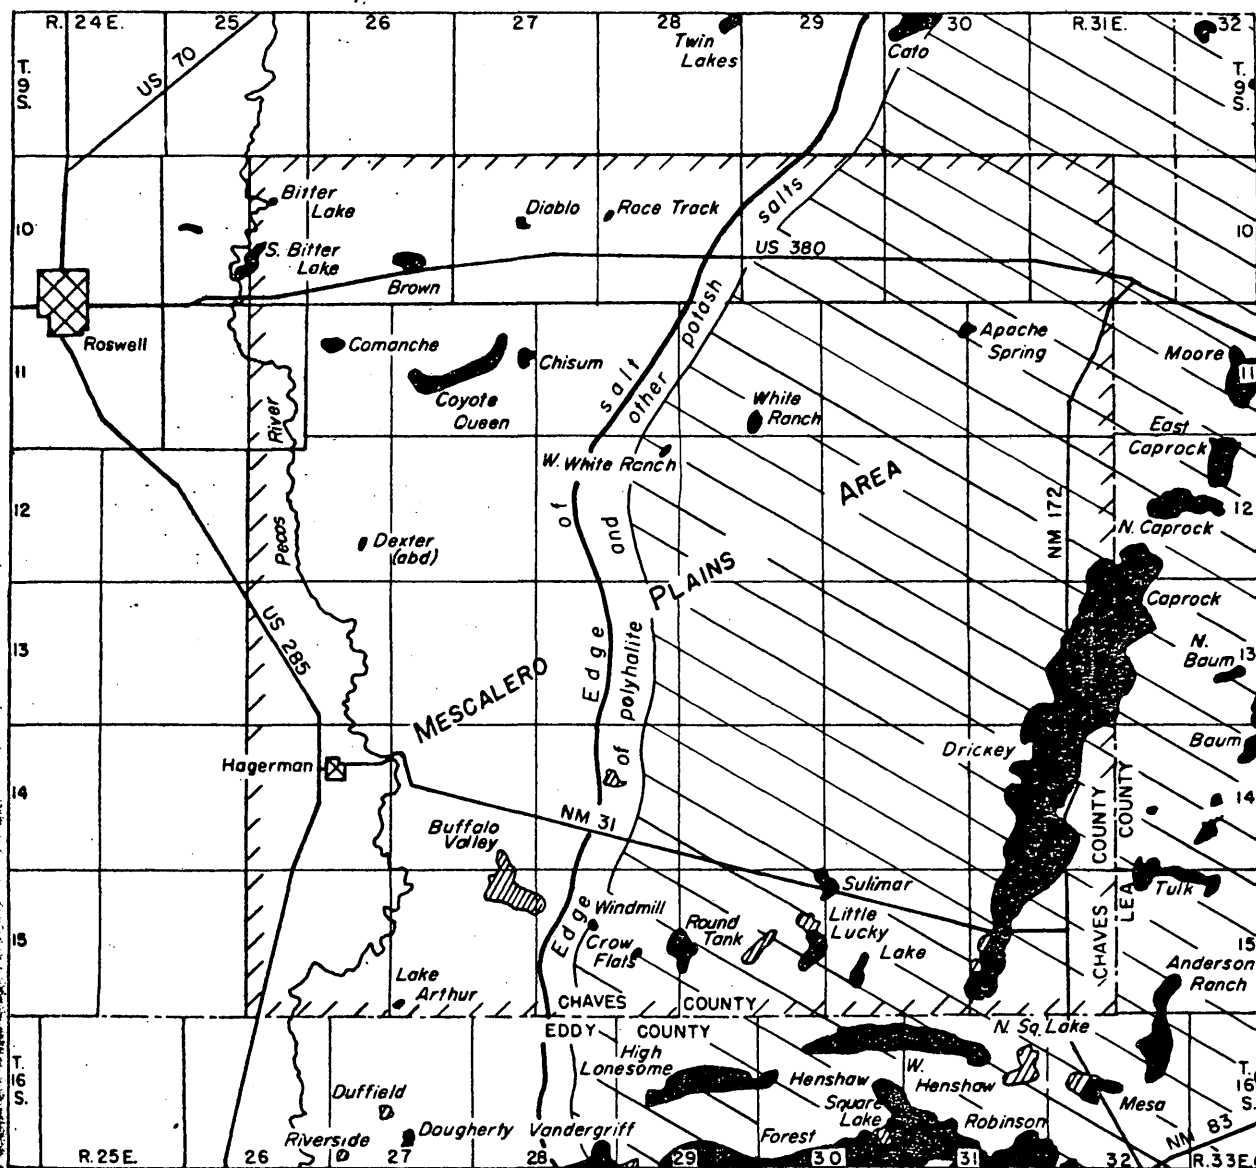 R. 24 E. 25 26 27 28 29 30 R. 31 E. 32
T. 9 S.
T. 9 S.
US 70
Twin Lakes
Cato
10
10
Bitter Lake
S. Bitter Lake
Brown
Diablo
Race Track
US 380
Roswell
11
11
Comanche
Coyote Queen
Chisum
White Ranch
W. White Ranch
Apache Spring
Moore
East Caprock
N. Caprock
12
12
NM 172
Pecos River
Dexter (abd)
Edge of salt
Edge of polyhalite and other potash salts
MESCALERO PLAINS AREA
US 285
Caprock
N. Baum
Baum
13
13
Drickey
Hagerman
14
14
NM 31
Buffalo Valley
CHAVES COUNTY
LEA COUNTY
Tulk
Sulimar
Little Lucky
Lake
Windmill
Crow Flats
Round Tank
Edge
15
15
Anderson Ranch
Lake Arthur
CHAVES COUNTY
EDDY COUNTY
N. Sq. Lake
High Lonesome
Henshaw
W. Henshaw
Square Lake
Robinson
Mesa
T. 16 S.
T. 16 S.
Duffield
Riverside
Dougherty
Vandergriff
Forest
NM 83
R. 25 E. 26 27 28 29 30 31 32 R. 33 E.